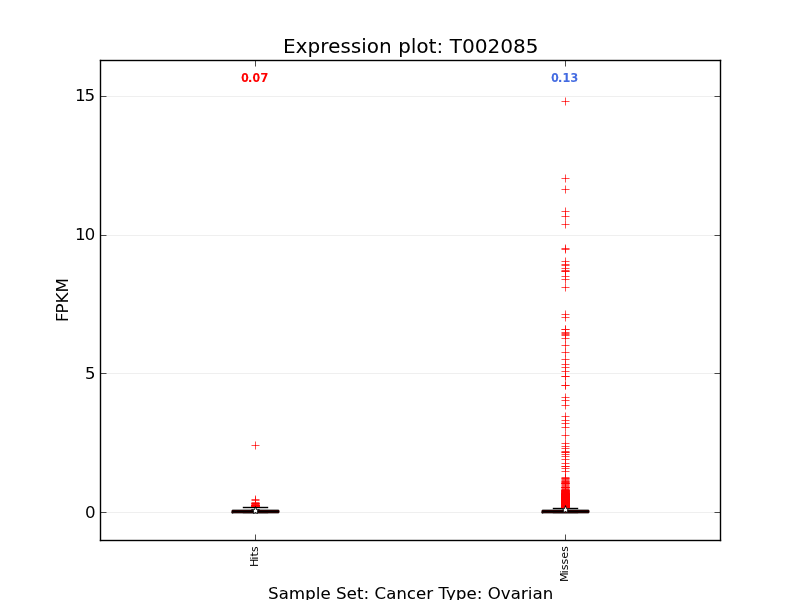 Expression plot: T002085
0.07
0.13
15
10
5
0
FPKM
Hits
Misses
Sample Set: Cancer Type: Ovarian